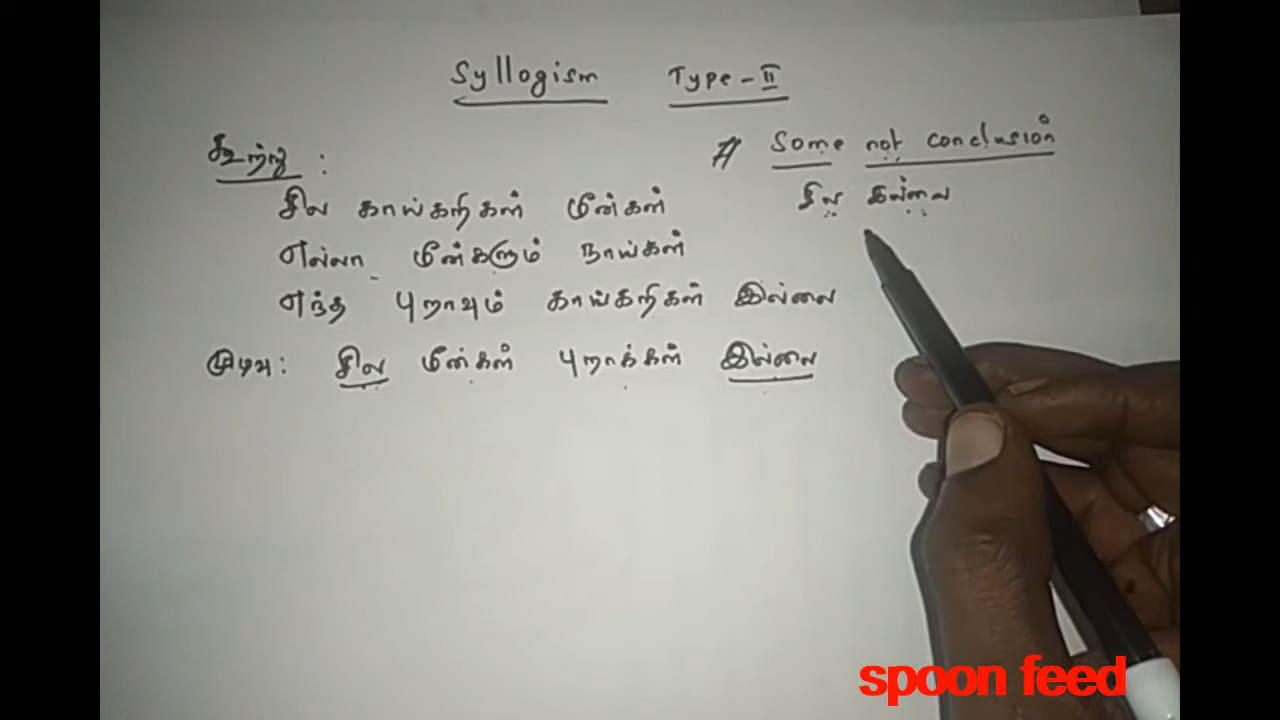 Syllogism Type - II
கூற்று :
# Some not conclusion
சில காய்கறிகள் மீன்கள்
சில இல்லை
எல்லா மீன்களும் நாய்கள்
எந்த புறாவும் காய்கறிகள் இல்லை
முடிவு : சில மீன்கள் புறாக்கள் இல்லை
spoon feed